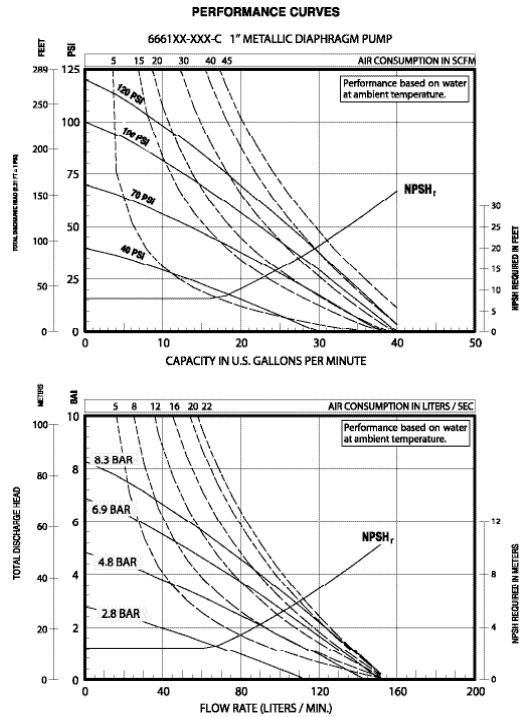 PERFORMANCE CURVES
6661XX-XXX-C 1" METALLIC DIAPHRAGM PUMP
FEET
PSI
5 15 20 30 40 45 AIR CONSUMPTION IN SCFM
Performance based on water
at ambient temperature.
289
250
200
150
100
50
0
125
100
75
50
25
0
120 PSI
100 PSI
70 PSI
40 PSI
NPSHr
30
25
20
15
10
5
0
NPSH REQUIRED IN FEET
0 10 20 30 40 50
CAPACITY IN U.S. GALLONS PER MINUTE
METERS
BAR
5 8 12 16 20 22 AIR CONSUMPTION IN LITERS / SEC
Performance based on water
at ambient temperature.
TOTAL DISCHARGE HEAD
100
80
60
40
20
0
10
8
6
4
2
0
8.3 BAR
6.9 BAR
4.8 BAR
2.8 BAR
NPSHr
12
8
4
0
NPSH REQUIRED IN METERS
0 40 80 120 160 200
FLOW RATE (LITERS / MIN.)